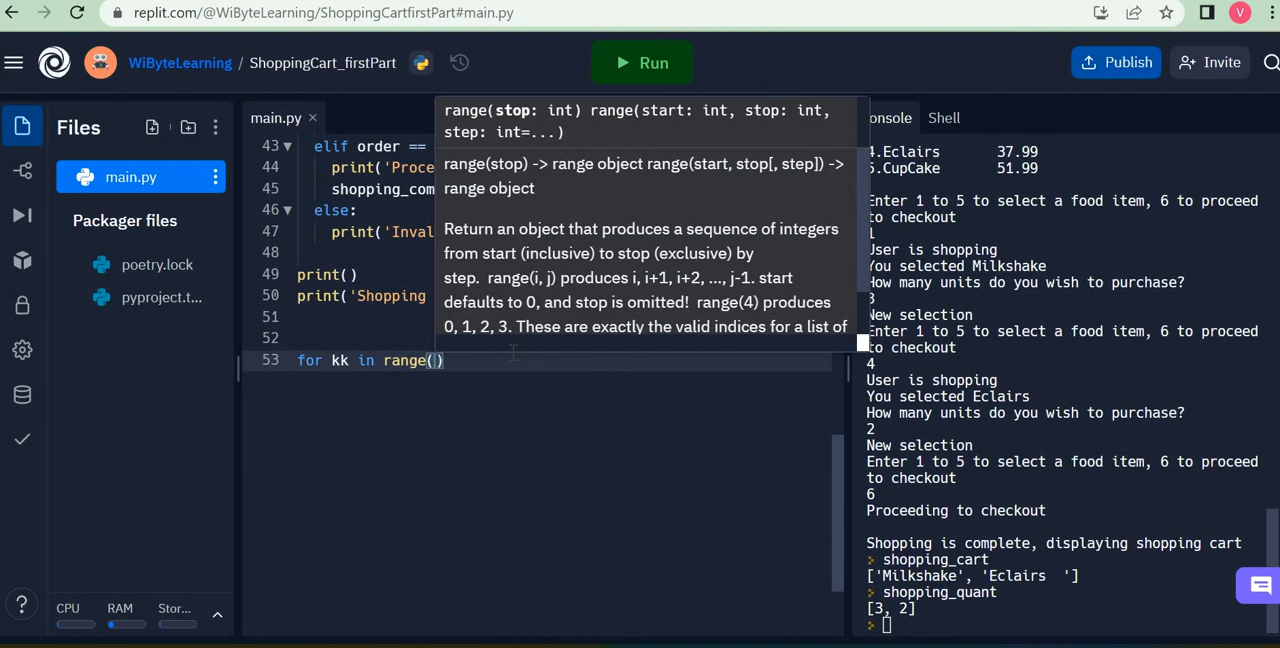 replit.com/@WiByteLearning/ShoppingCartfirstPart#main.py
V
WiByteLearning / ShoppingCart_firstPart
Run
Publish
Invite
Files
main.py
Packager files
poetry.lock
pyproject.t...
CPU RAM Stor...
?
main.py ×
43 elif order ==
44 print('Proce
45 shopping_com
46 else:
47 print('Inval
48
49 print()
50 print('Shopping
51
52
53 for kk in range()
range(stop: int) range(start: int, stop: int,
step: int=...)
range(stop) -> range object range(start, stop[, step]) ->
range object
Return an object that produces a sequence of integers
from start (inclusive) to stop (exclusive) by
step. range(i, j) produces i, i+1, i+2, ..., j-1. start
defaults to 0, and stop is omitted! range(4) produces
0, 1, 2, 3. These are exactly the valid indices for a list of
onsole Shell
4.Eclairs 37.99
5.CupCake 51.99
Enter 1 to 5 to select a food item, 6 to proceed
to checkout
1
User is shopping
You selected Milkshake
How many units do you wish to purchase?
3
New selection
Enter 1 to 5 to select a food item, 6 to proceed
to checkout
4
User is shopping
You selected Eclairs
How many units do you wish to purchase?
2
New selection
Enter 1 to 5 to select a food item, 6 to proceed
to checkout
6
Proceeding to checkout
Shopping is complete, displaying shopping cart
> shopping_cart
['Milkshake', 'Eclairs  ']
> shopping_quant
[3, 2]
>